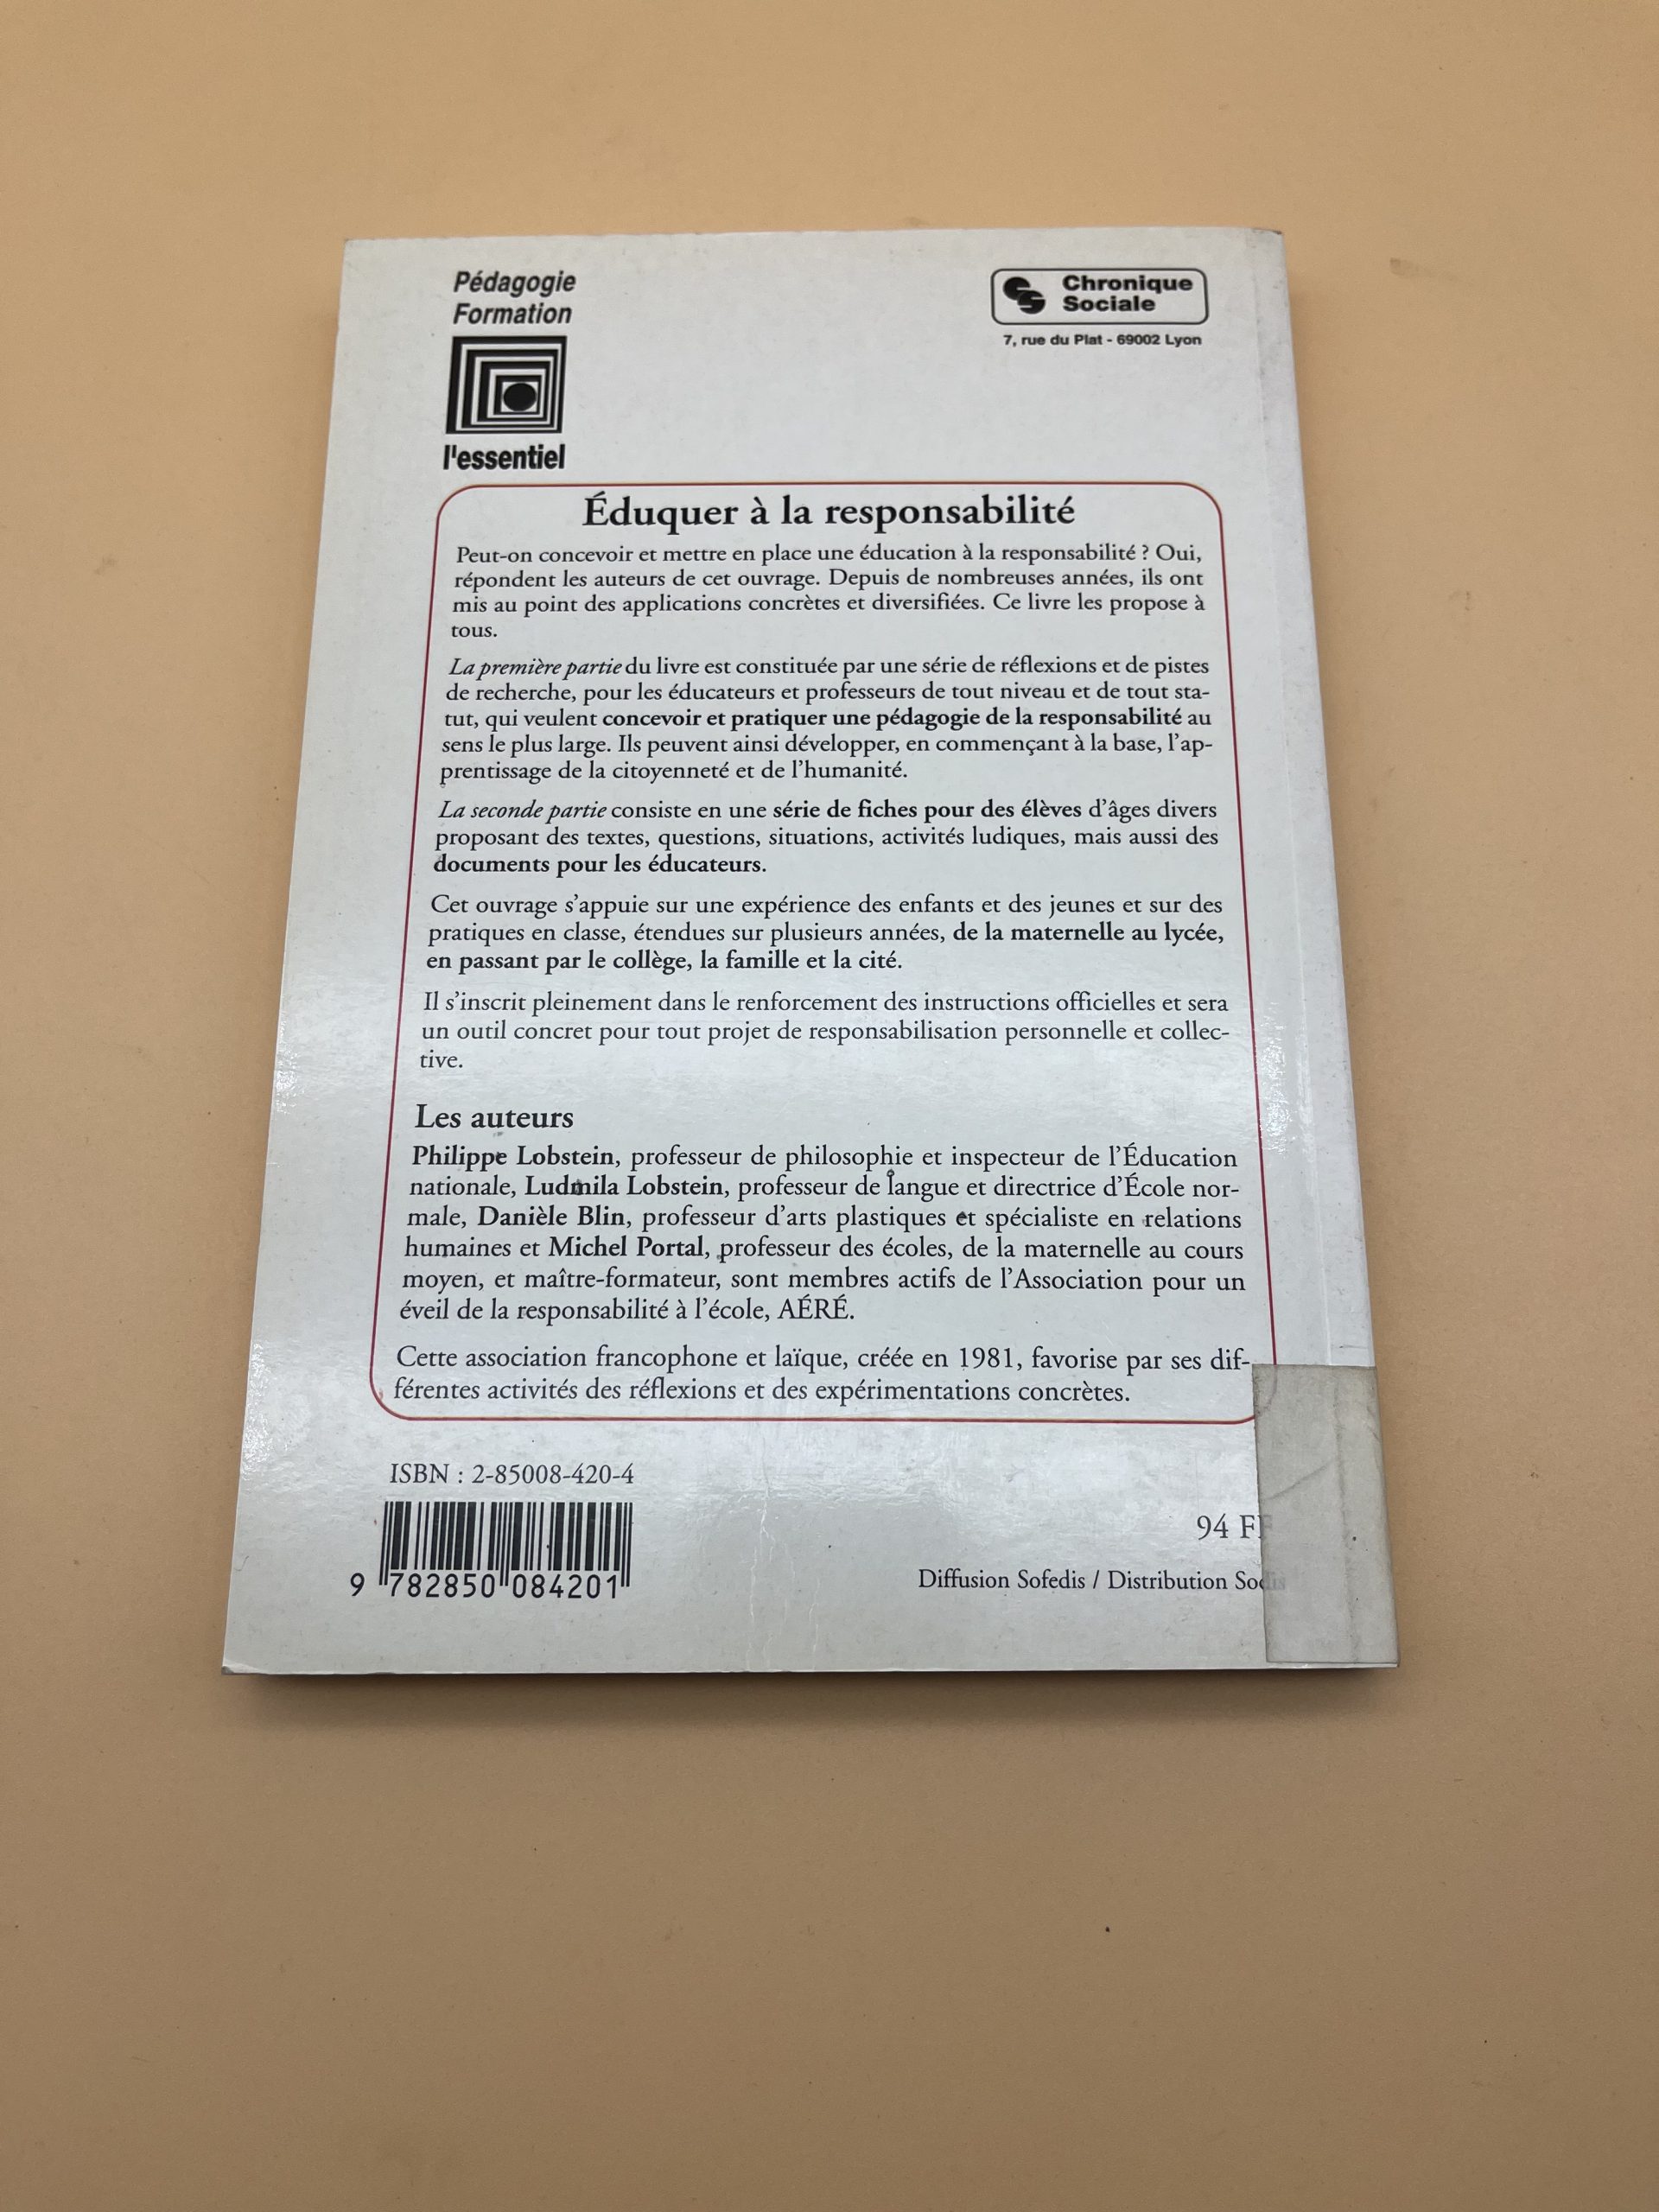 Pédagogie
Formation
l'essentiel
Chronique
Sociale
7, rue du Plat - 69002 Lyon
Éduquer à la responsabilité
Peut-on concevoir et mettre en place une éducation à la responsabilité ? Oui,
répondent les auteurs de cet ouvrage. Depuis de nombreuses années, ils ont
mis au point des applications concrètes et diversifiées. Ce livre les propose à
tous.
La première partie du livre est constituée par une série de réflexions et de pistes
de recherche, pour les éducateurs et professeurs de tout niveau et de tout sta-
tut, qui veulent concevoir et pratiquer une pédagogie de la responsabilité au
sens le plus large. Ils peuvent ainsi développer, en commençant à la base, l'ap-
prentissage de la citoyenneté et de l'humanité.
La seconde partie consiste en une série de fiches pour des élèves d'âges divers
proposant des textes, questions, situations, activités ludiques, mais aussi des
documents pour les éducateurs.
Cet ouvrage s'appuie sur une expérience des enfants et des jeunes et sur des
pratiques en classe, étendues sur plusieurs années, de la maternelle au lycée,
en passant par le collège, la famille et la cité.
Il s'inscrit pleinement dans le renforcement des instructions officielles et sera
un outil concret pour tout projet de responsabilisation personnelle et collec-
tive.
Les auteurs
Philippe Lobstein, professeur de philosophie et inspecteur de l'Éducation
nationale, Ludmila Lobstein, professeur de langue et directrice d'École nor-
male, Danièle Blin, professeur d'arts plastiques et spécialiste en relations
humaines et Michel Portal, professeur des écoles, de la maternelle au cours
moyen, et maître-formateur, sont membres actifs de l'Association pour un
éveil de la responsabilité à l'école, AÉRÉ.
Cette association francophone et laïque, créée en 1981, favorise par ses dif-
férentes activités des réflexions et des expérimentations concrètes.
ISBN : 2-85008-420-4
9 782850 084201
94 FF
Diffusion Sofedis / Distribution Sodis